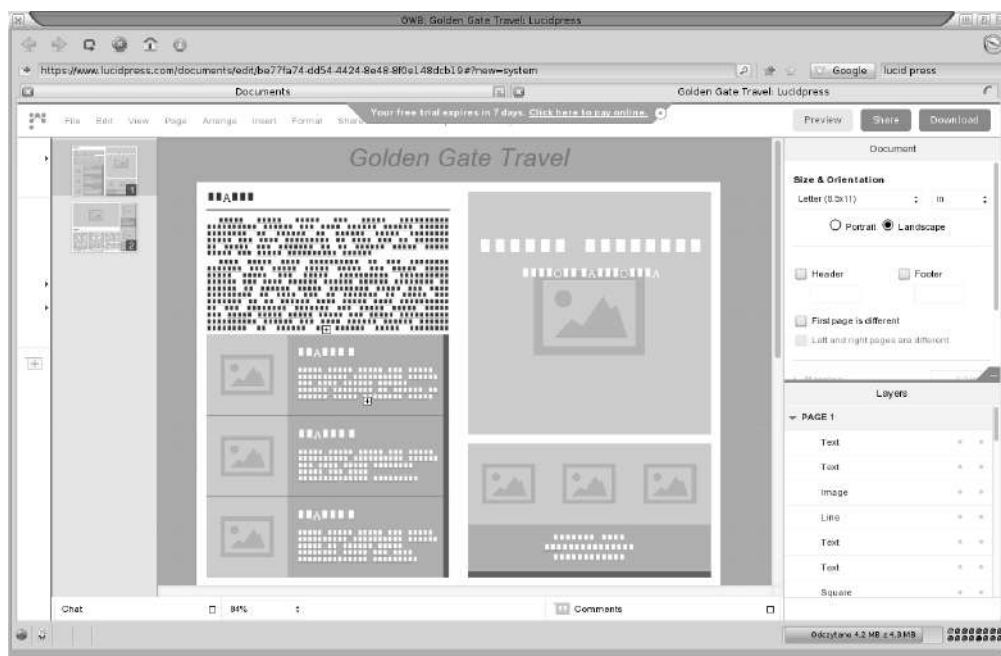 OWB: Golden Gate Travel: Lucidpress
https://www.lucidpress.com/documents/edit/be77fa74-dd54-4424-8e48-8f0e148dcb19#?new=system
Google
lucid press
Documents
Golden Gate Travel: Lucidpress
File Edit View Page Arrange Insert Format Share
Your free trial expires in 7 days. Click here to pay online.
Preview
Share
Download
Golden Gate Travel
Document
Size & Orientation
Letter (8.5x11)
in
Portrait
Landscape
Header
Footer
First page is different
Left and right pages are different
1
2
Layers
PAGE 1
Text
Text
Image
Line
Text
Text
Square
Chat
84%
Comments
Odczytano 4.2 MB z 4.3 MB